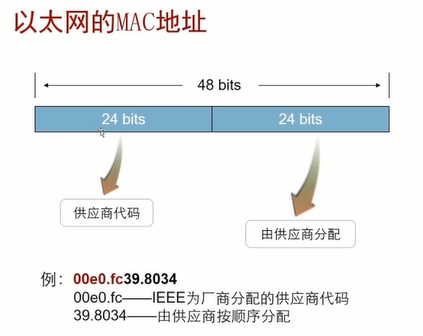 以太网的MAC地址
48 bits
24 bits 24 bits
供应商代码
由供应商分配
例：00e0.fc39.8034
00e0.fc——IEEE为厂商分配的供应商代码
39.8034——由供应商按顺序分配